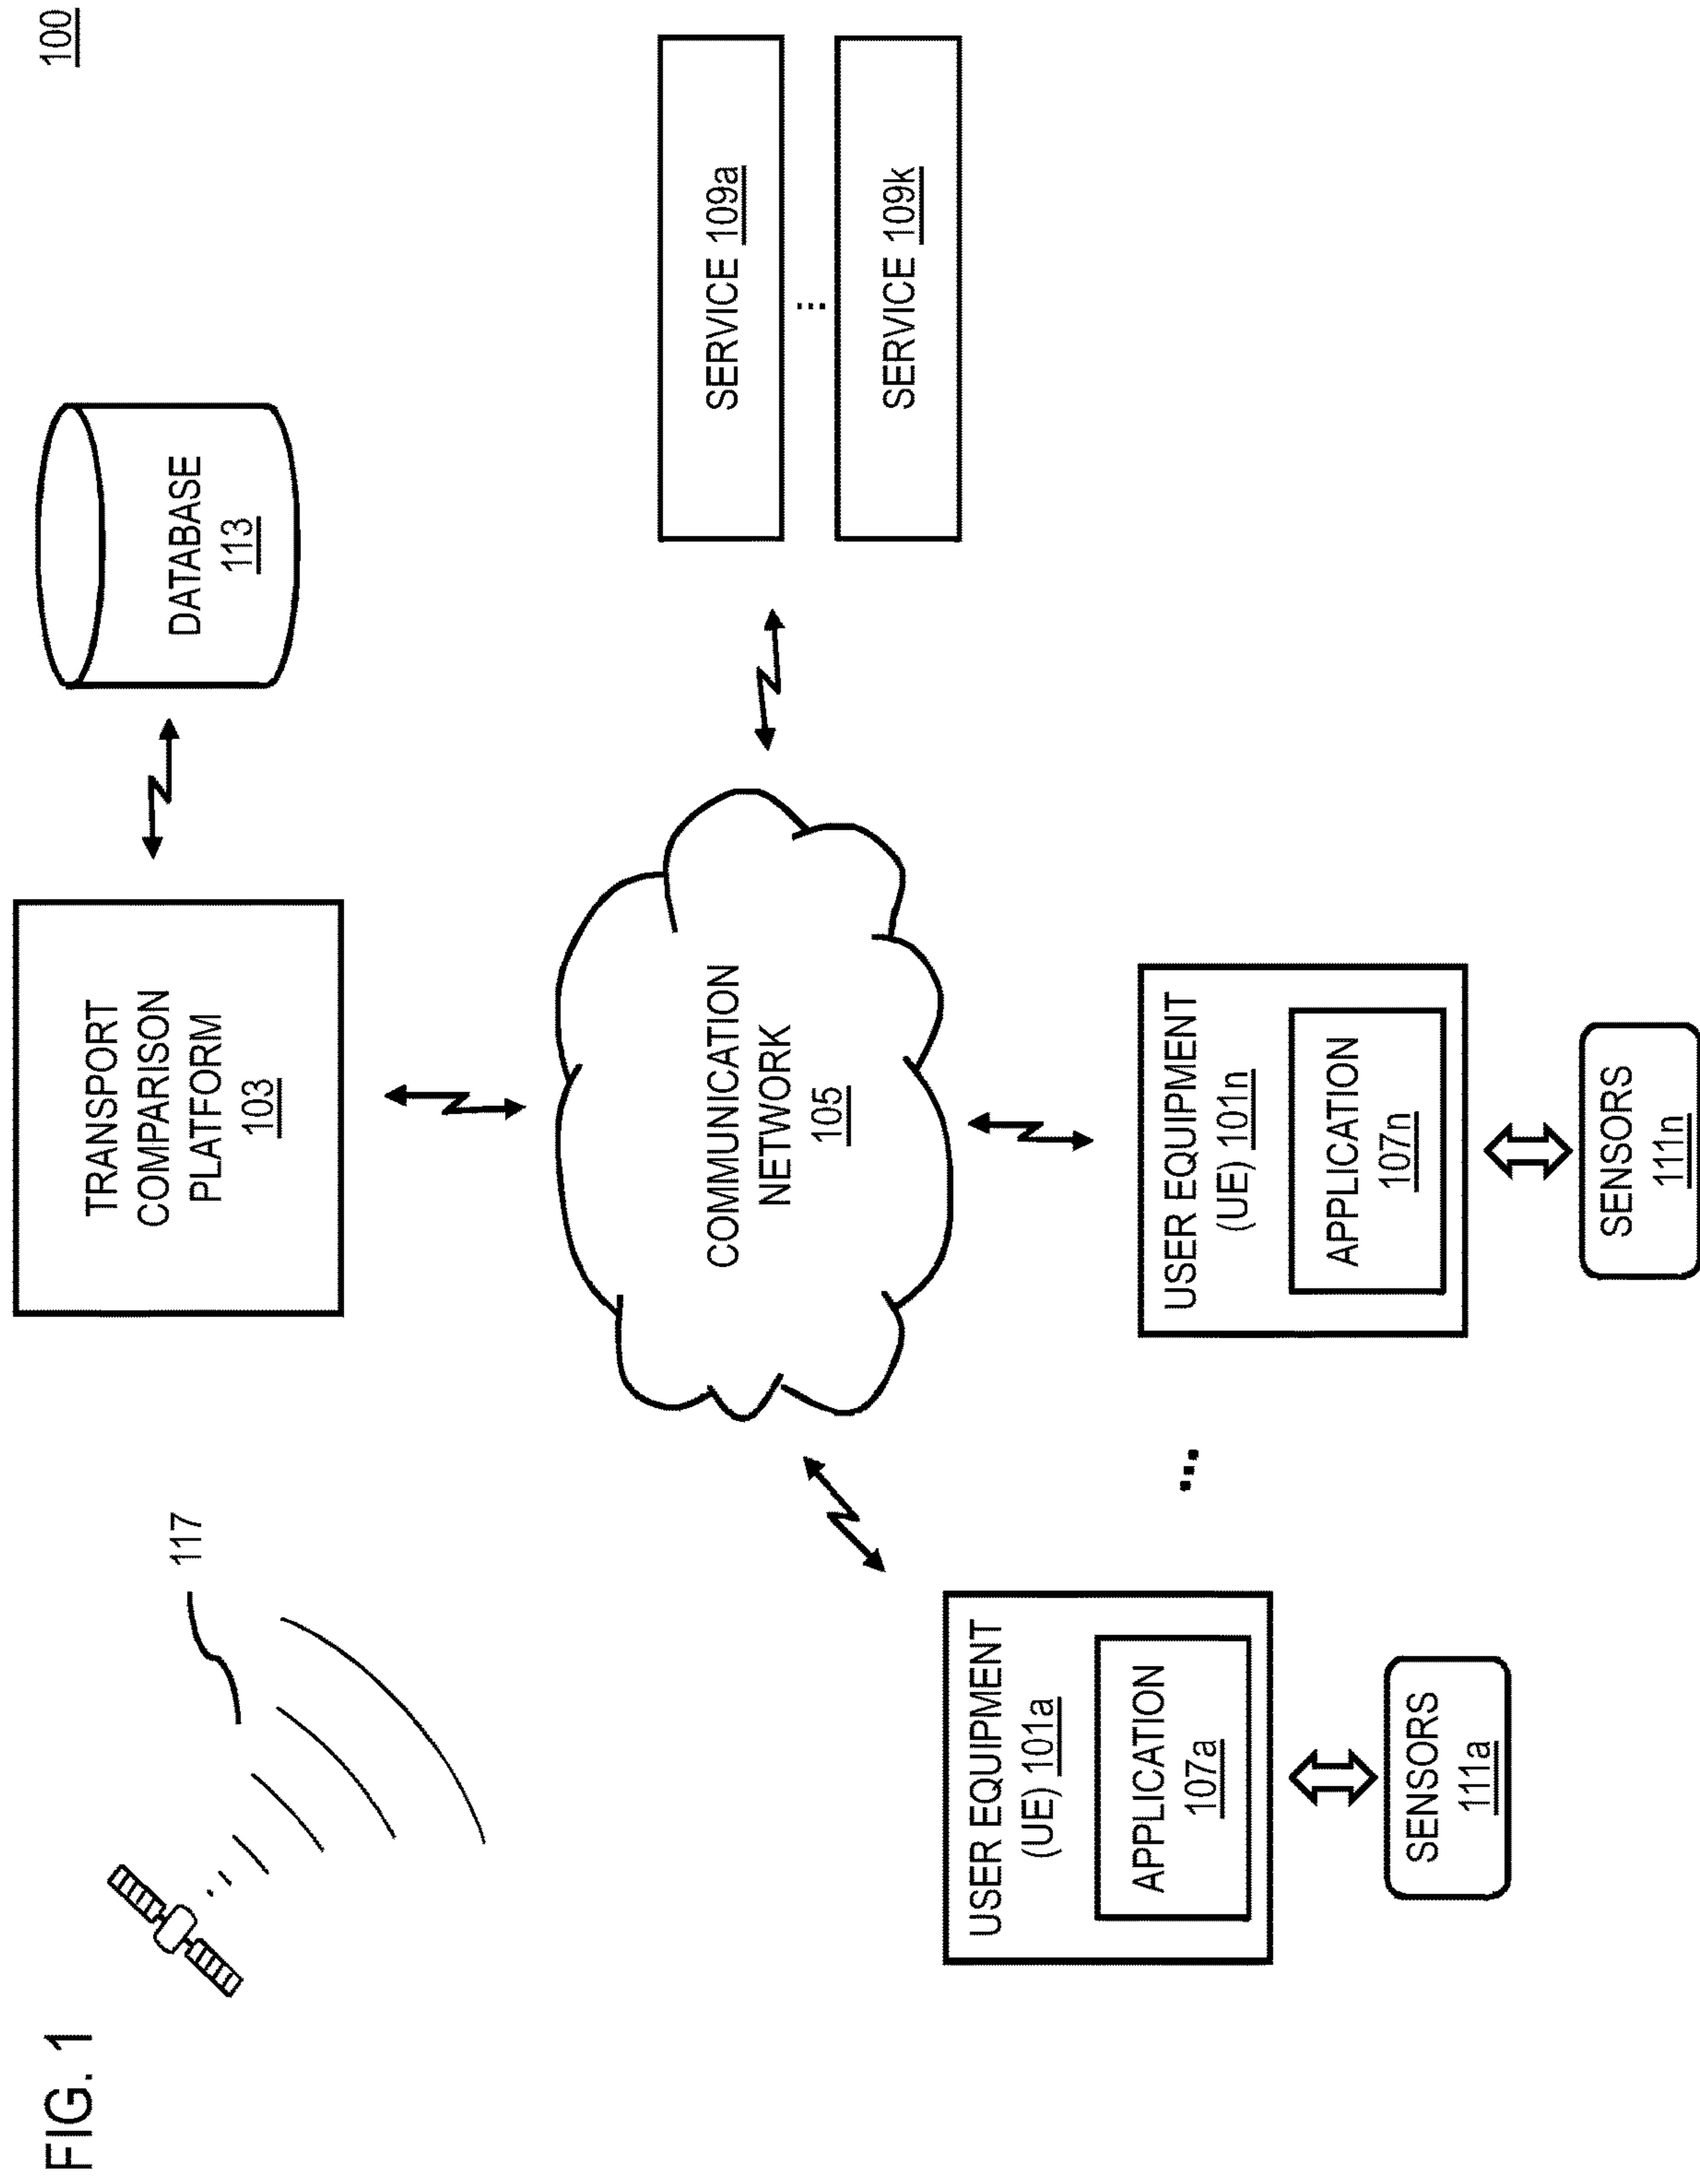 FIG. 1
100
117
TRANSPORT
COMPARISON
PLATFORM
103
DATABASE
113
COMMUNICATION
NETWORK
105
SERVICE 109a
...
SERVICE 109k
USER EQUIPMENT
(UE) 101a
APPLICATION
107a
SENSORS
111a
...
USER EQUIPMENT
(UE) 101n
APPLICATION
107n
SENSORS
111n